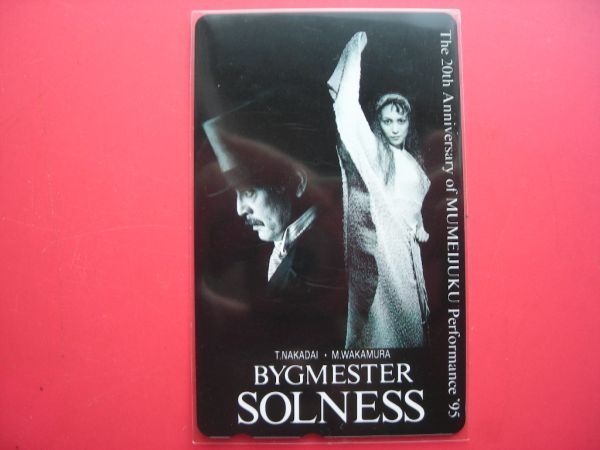 The 20th Anniversary of MUMEIJUKU Performance '95
T.NAKADAI • M.WAKAMURA
BYGMESTER
SOLNESS